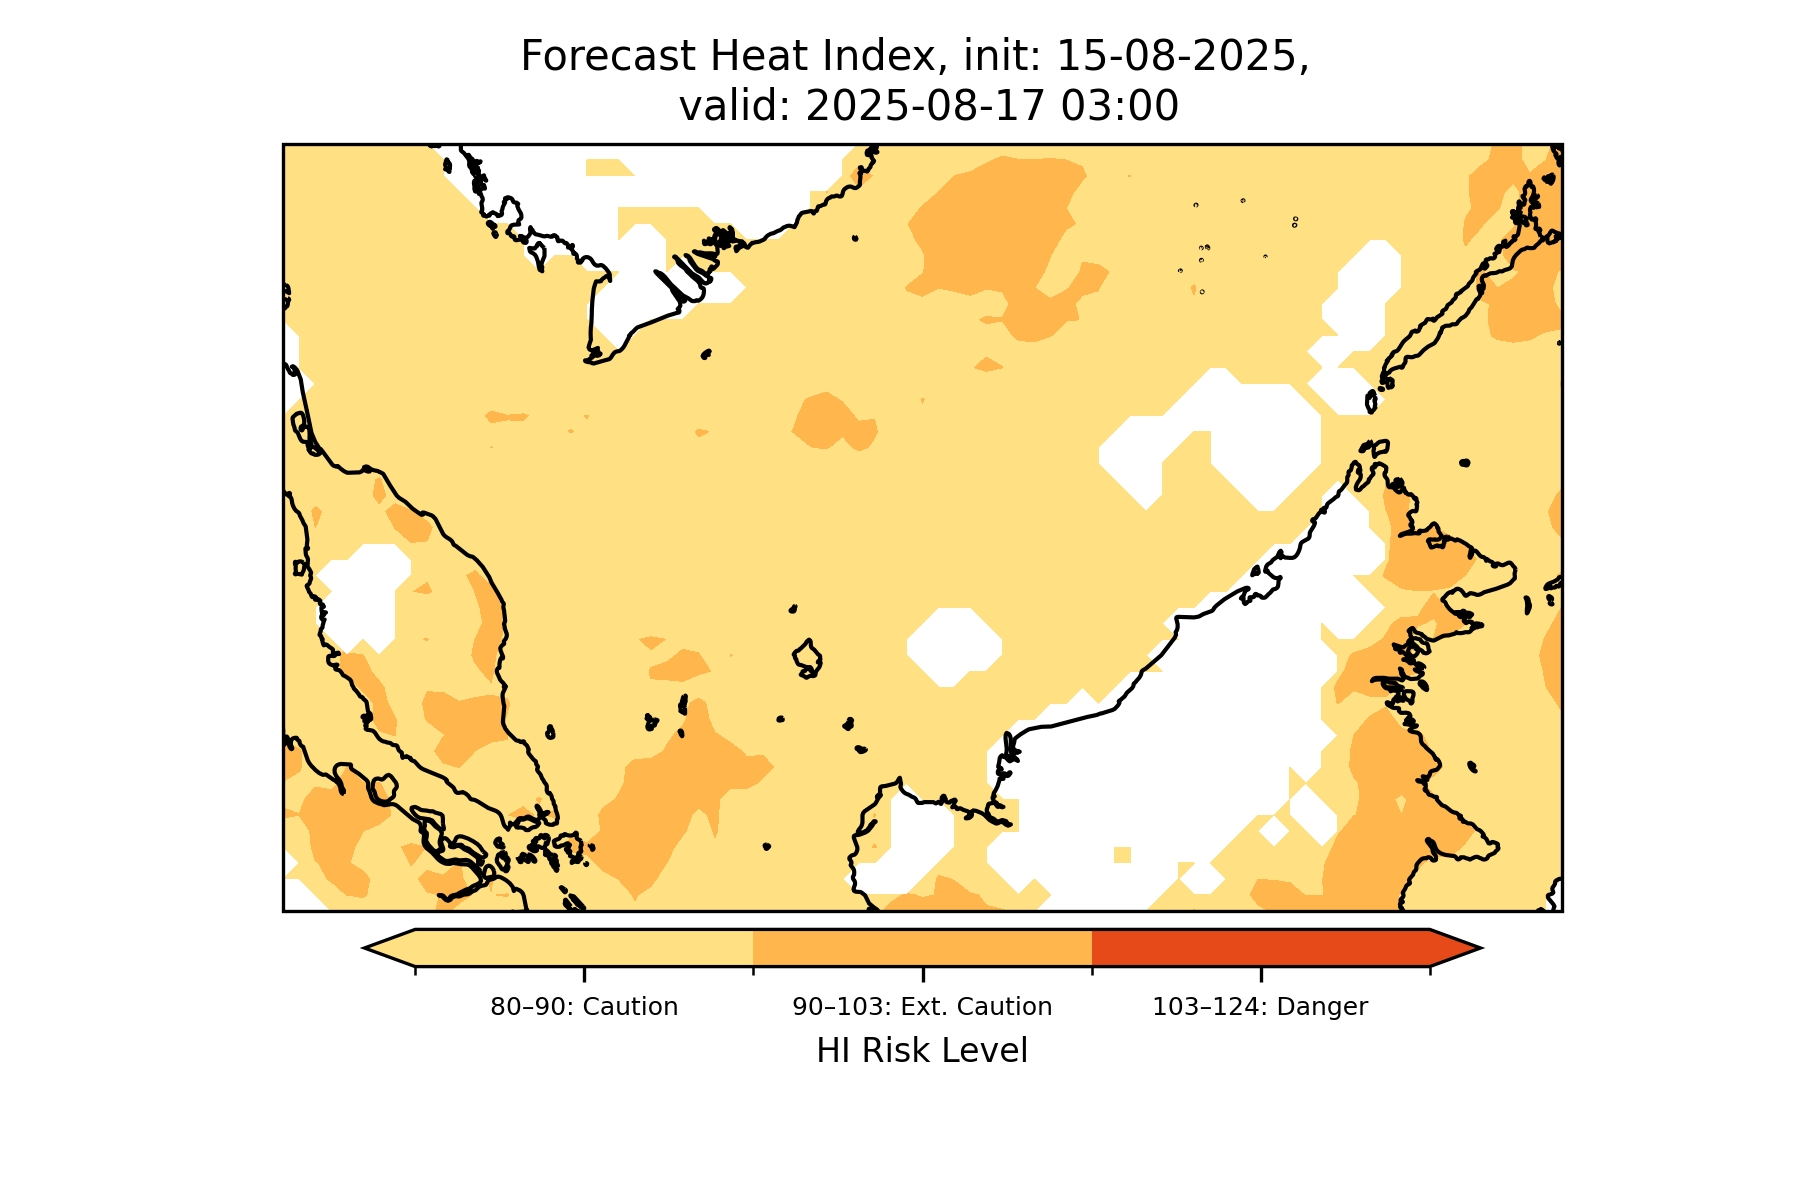 Forecast Heat Index, init: 15-08-2025,
valid: 2025-08-17 03:00
80–90: Caution
90–103: Ext. Caution
103–124: Danger
HI Risk Level